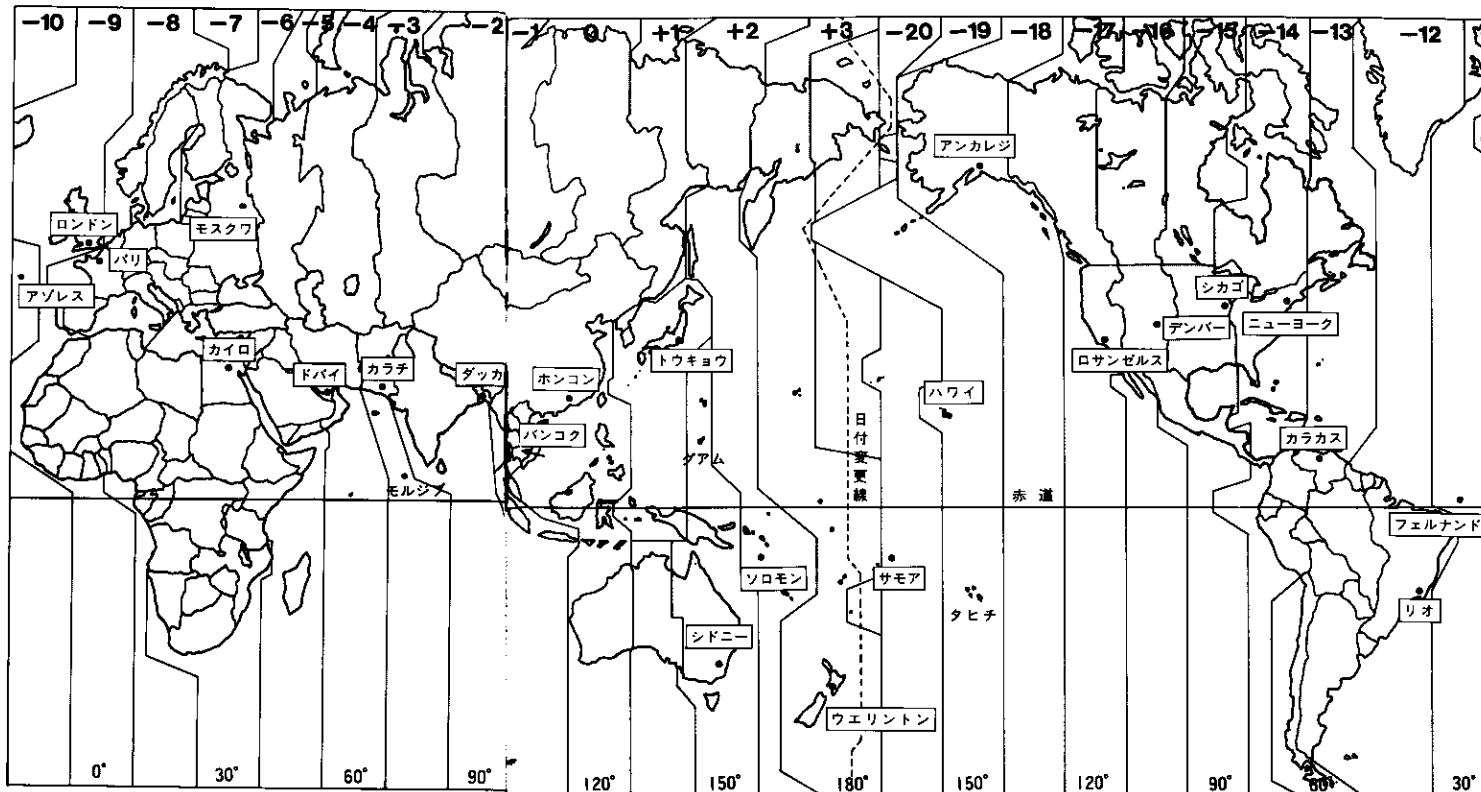 -10 -9 -8 -7 -6 -5 -4 -3 -2 -1 0 +1 +2 +3 -20 -19 -18 -17 -16 -15 -14 -13 -12
アンカレジ
ロンドン
モスクワ
パリ
アゾレス
シカゴ
デンバー
ニューヨーク
カイロ
ドバイ
カラチ
ダッカ
ホンコン
トウキョウ
ロサンゼルス
ハワイ
バンコク
グアム
日付変更線
カラカス
モルジブ
赤道
フェルナンド
ソロモン
サモア
タヒチ
リオ
シドニー
ウエリントン
0° 30° 60° 90° 120° 150° 180° 150° 120° 90° 60° 30°